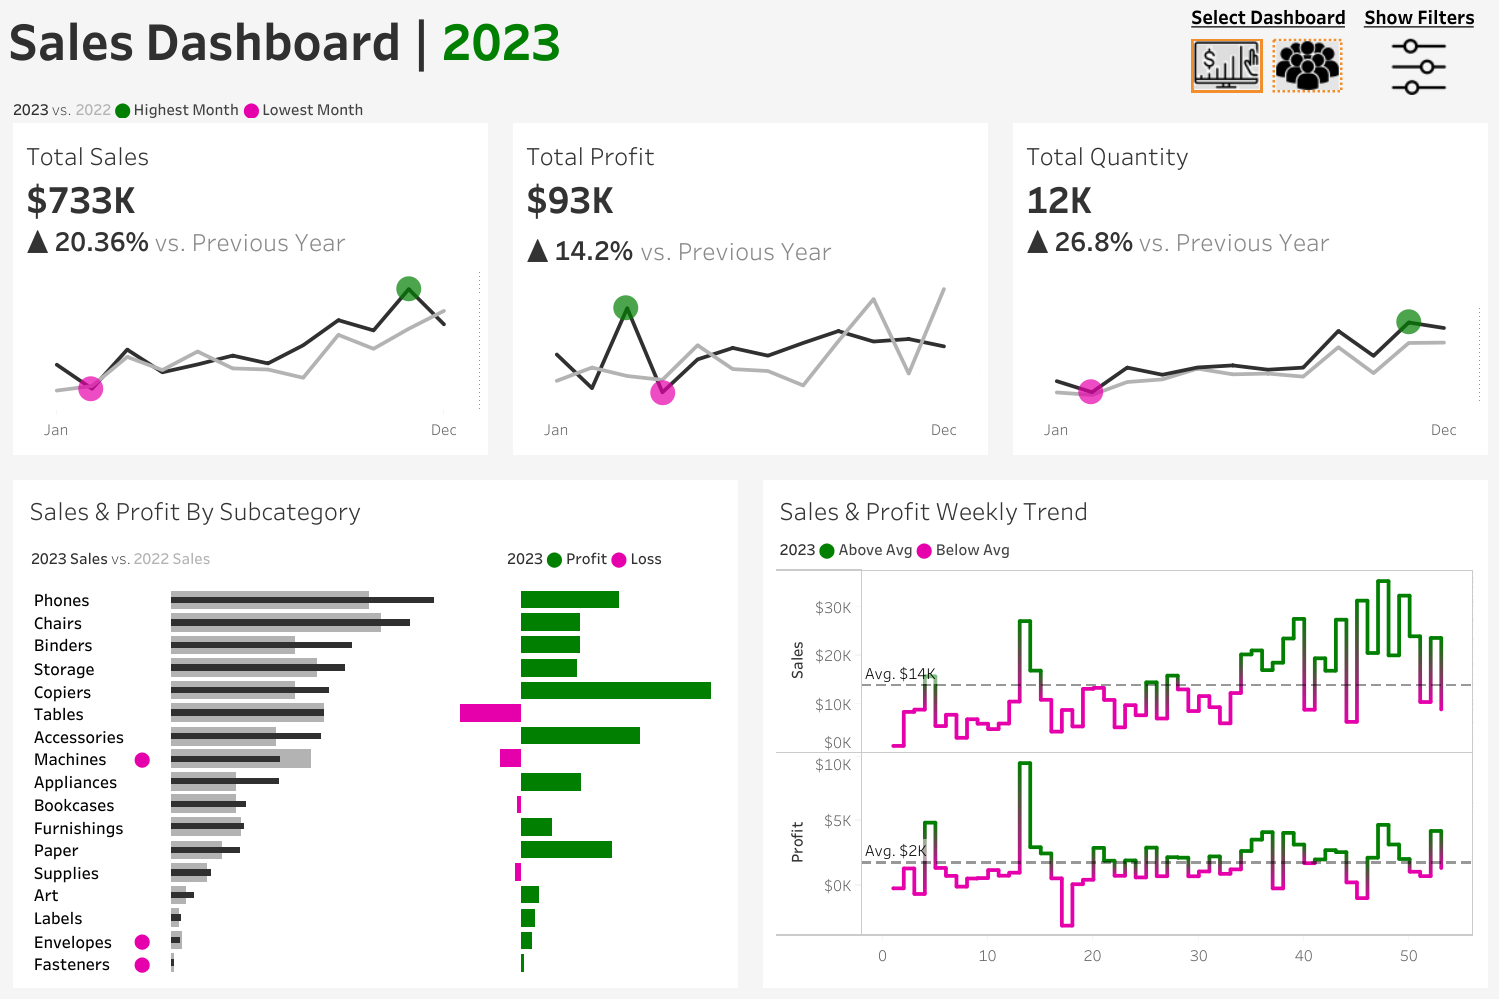 Sales Dashboard | 2023
Select Dashboard
Show Filters
2023 vs. 2022 Highest Month Lowest Month
Total Sales
$733K
▲ 20.36% vs. Previous Year
Jan
Dec
Total Profit
$93K
▲ 14.2% vs. Previous Year
Jan
Dec
Total Quantity
12K
▲ 26.8% vs. Previous Year
Jan
Dec
Sales & Profit By Subcategory
2023 Sales vs. 2022 Sales
2023 Profit Loss
Phones
Chairs
Binders
Storage
Copiers
Tables
Accessories
Machines
Appliances
Bookcases
Furnishings
Paper
Supplies
Art
Labels
Envelopes
Fasteners
Sales & Profit Weekly Trend
2023 Above Avg Below Avg
Sales
$30K
$20K
Avg. $14K
$10K
$0K
Profit
$10K
$5K
Avg. $2K
$0K
0 10 20 30 40 50